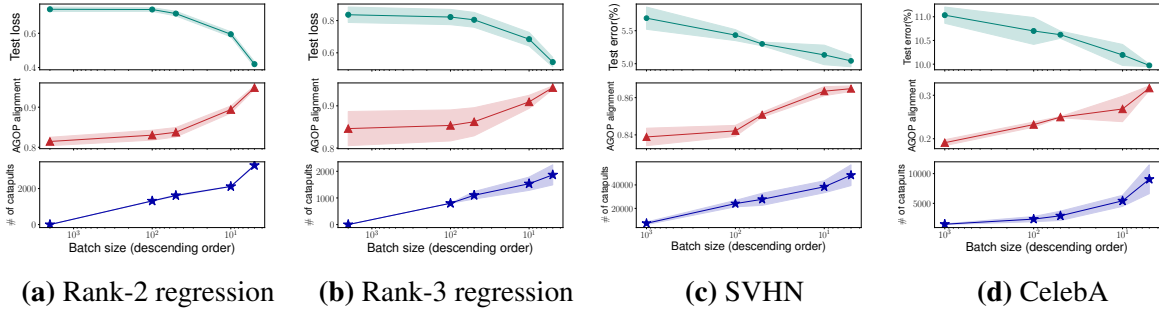 Test loss
0.6
0.4
AGOP alignment
0.9
0.8
# of catapults
2000
0
10³ 10² 10¹
Batch size (descending order)
(a) Rank-2 regression
Test loss
0.8
0.6
AGOP alignment
0.9
0.8
# of catapults
2000
1000
0
10³ 10² 10¹
Batch size (descending order)
(b) Rank-3 regression
Test error(%)
5.5
5.0
AGOP alignment
0.86
0.84
# of catapults
40000
20000
10³ 10² 10¹
Batch size (descending order)
(c) SVHN
Test error(%)
11.0
10.5
10.0
AGOP alignment
0.3
0.2
# of catapults
10000
5000
10³ 10² 10¹
Batch size (descending order)
(d) CelebA